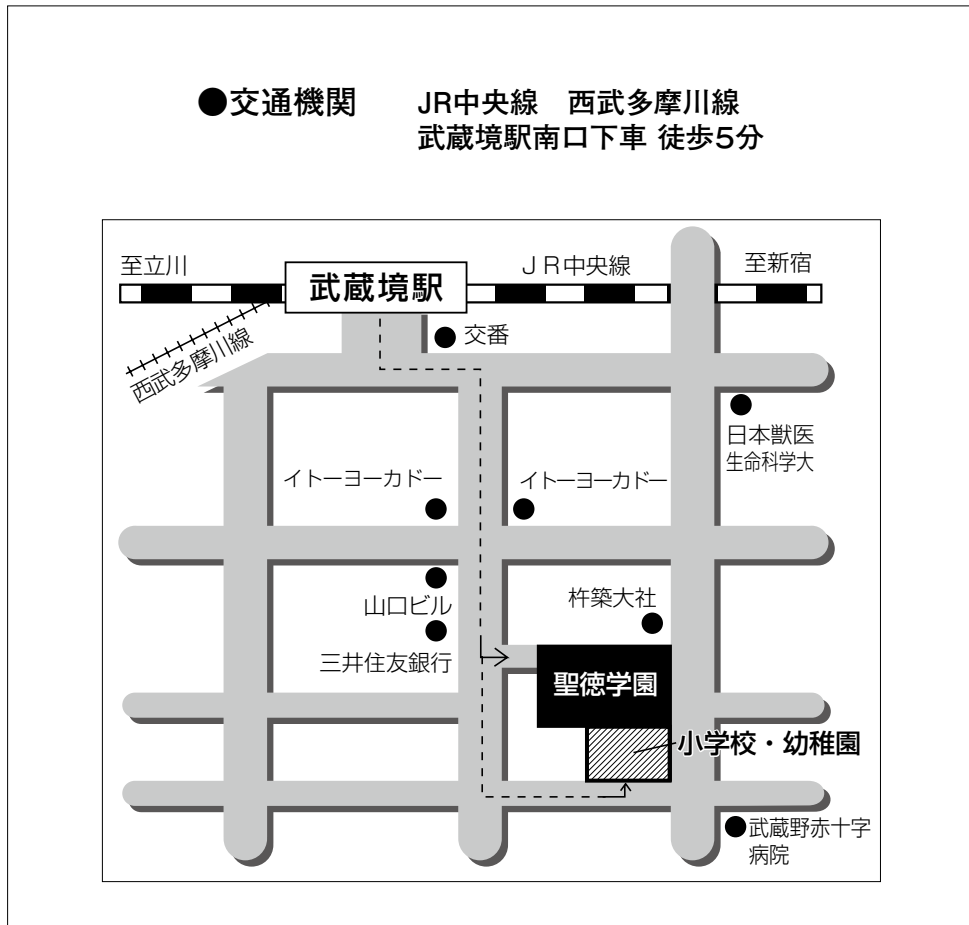 ●交通機関 JR中央線 西武多摩川線
武蔵境駅南口下車 徒歩5分
至立川
武蔵境駅
JR中央線
至新宿
西武多摩川線
交番
日本獣医
生命科学大
イトーヨーカドー
イトーヨーカドー
山口ビル
杵築大社
三井住友銀行
聖徳学園
小学校・幼稚園
武蔵野赤十字
病院